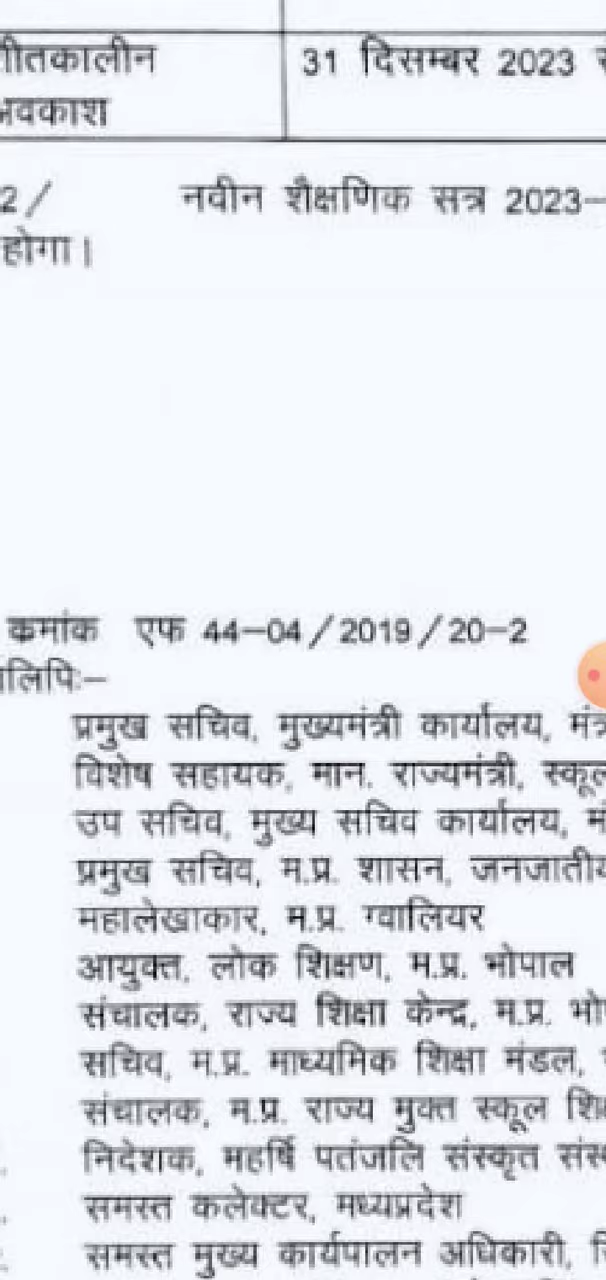 शीतकालीन 31 दिसम्बर 2023
अवकाश
2/ नवीन शैक्षणिक सत्र 2023–
होगा।
कमांक एफ 44–04/2019/20–2
लिपिः–
प्रमुख सचिव, मुख्यमंत्री कार्यालय,
विशेष सहायक, मान. राज्यमंत्री, स्कूल
उप सचिव, मुख्य सचिव कार्यालय,
प्रमुख सचिव, म.प्र. शासन, जनजातीय
महालेखाकार, म.प्र. ग्वालियर
आयुक्त, लोक शिक्षण, म.प्र. भोपाल
संचालक, राज्य शिक्षा केन्द्र, म.प्र. भो
सचिव, म.प्र. माध्यमिक शिक्षा मंडल,
संचालक, म.प्र. राज्य मुक्त स्कूल
निदेशक, महर्षि पतंजलि संस्कृत
समस्त कलेक्टर, मध्यप्रदेश
समस्त मुख्य कार्यपालन अधिकारी,